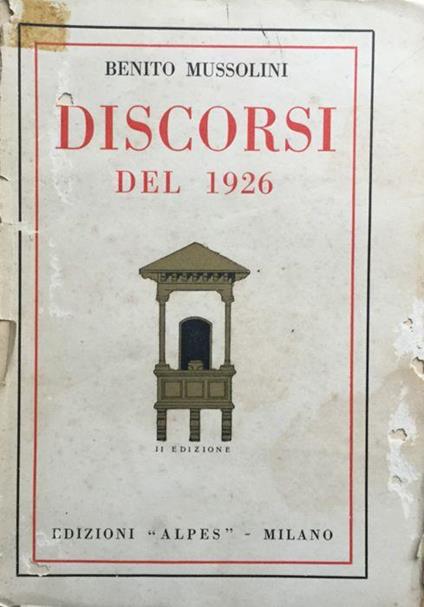 BENITO MUSSOLINI
DISCORSI
DEL 1926
II EDIZIONE
EDIZIONI "ALPES" - MILANO